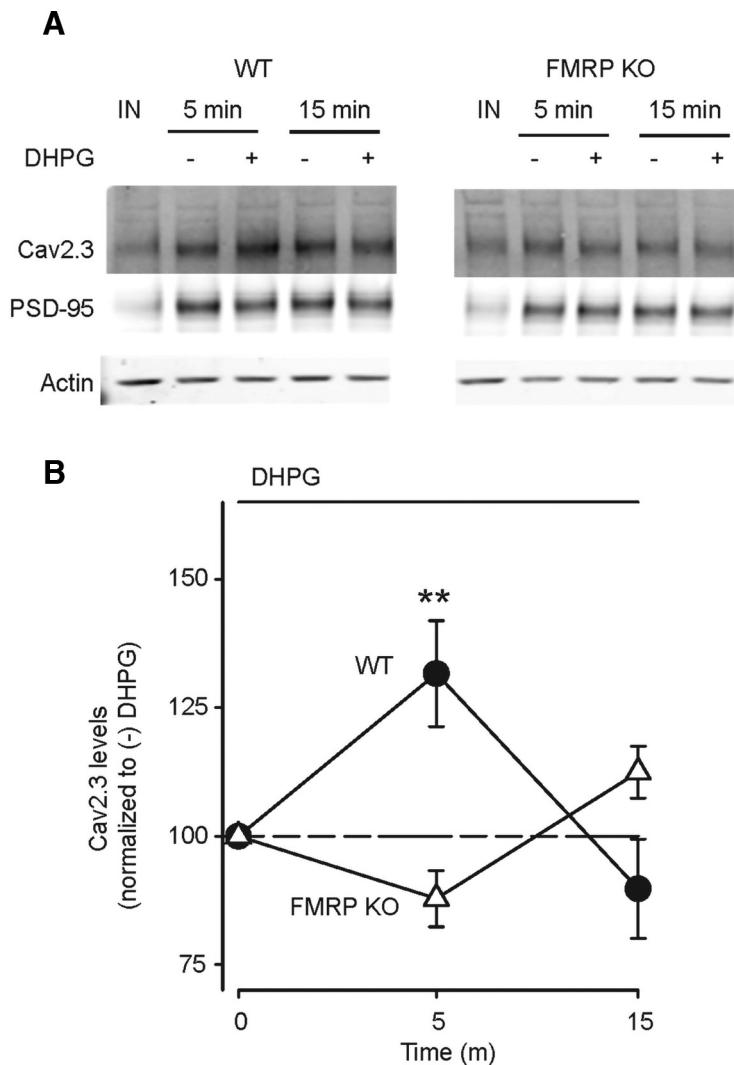 A
WT FMRP KO
IN 5 min 15 min IN 5 min 15 min
DHPG - + - + - + - +
Cav2.3
PSD-95
Actin
B
DHPG
150
**
WT
125
Cav2.3 levels
(normalized to (-) DHPG)
100
FMRP KO
75
0 5 15
Time (m)